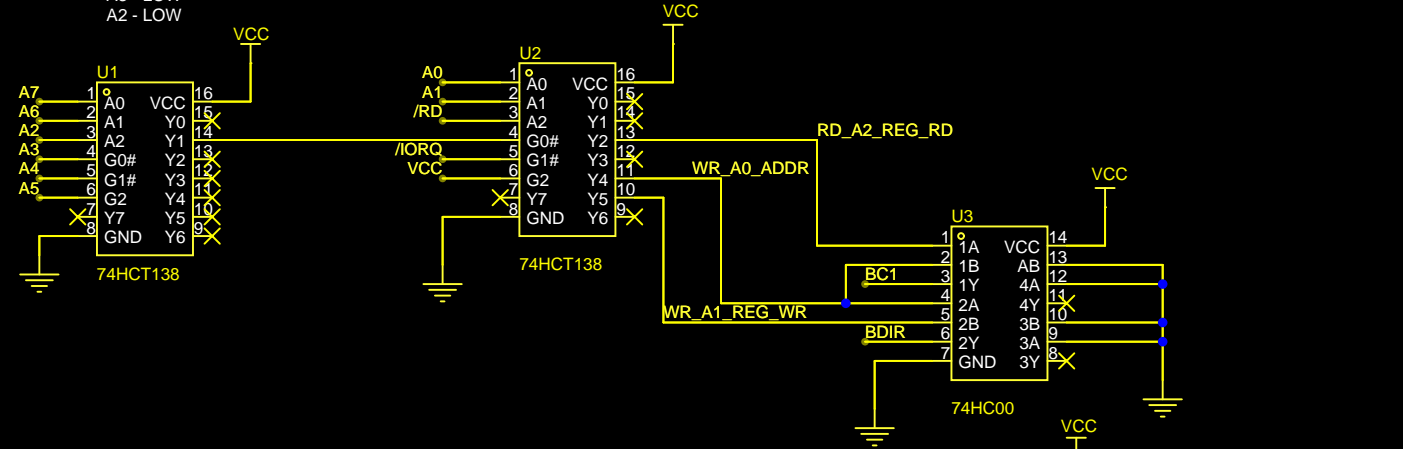 A2 - LOW
VCC
VCC
U1
U2
A7 1 A0 VCC 16
A6 2 A1 Y0 15
A2 3 A2 Y1 14
A3 4 G0# Y2 13
A4 5 G1# Y3 12
A5 6 G2 Y4 11
7 Y7 Y5 10
8 GND Y6 9
74HCT138
A0 1 A0 VCC 16
A1 2 A1 Y0 15
/RD 3 A2 Y1 14
4 G0# Y2 13
/IORQ 5 G1# Y3 12
VCC 6 G2 Y4 11
7 Y7 Y5 10
8 GND Y6 9
74HCT138
RD_A2_REG_RD
WR_A0_ADDR
WR_A1_REG_WR
VCC
U3
1 1A VCC 14
2 1B AB 13
BC1 3 1Y 4A 12
4 2A 4Y 11
5 2B 3B 10
BDIR 6 2Y 3A 9
7 GND 3Y 8
74HC00
VCC